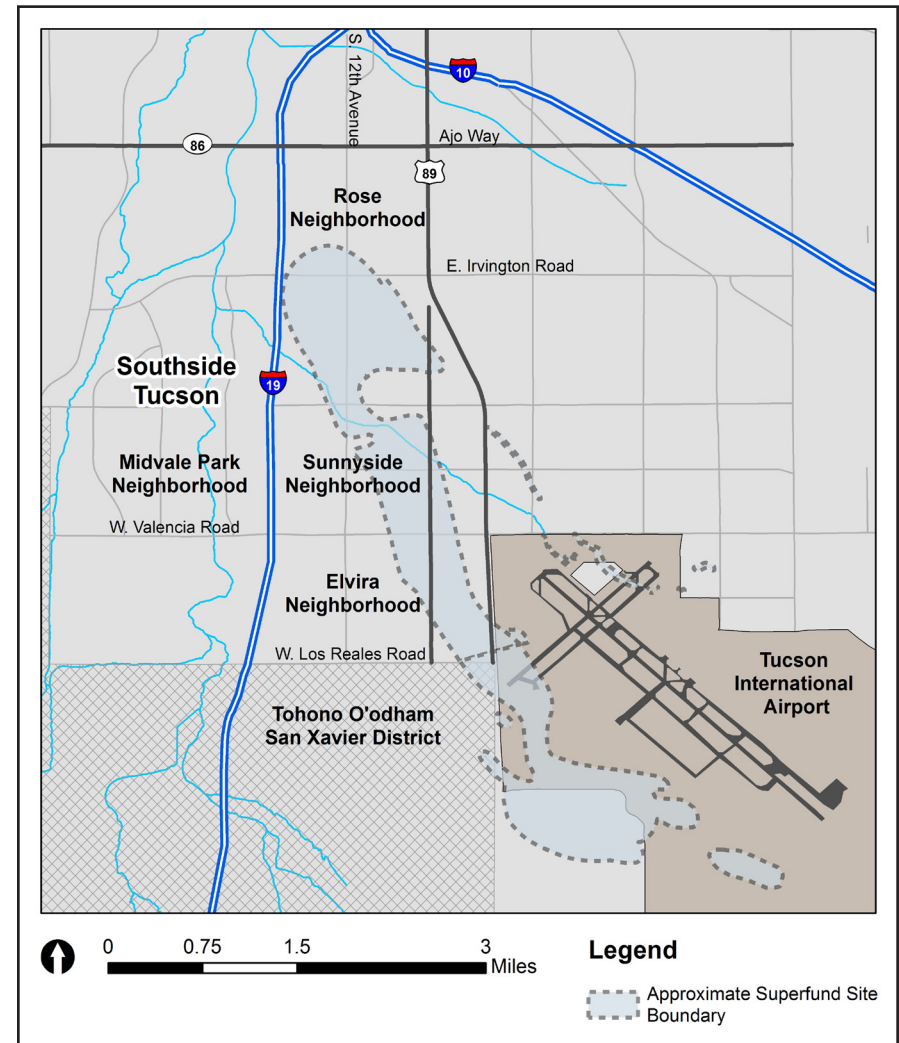 S. 12th Avenue
10
Ajo Way
86
89
Rose
Neighborhood
E. Irvington Road
Southside
Tucson
19
Midvale Park
Neighborhood
Sunnyside
Neighborhood
W. Valencia Road
Elvira
Neighborhood
W. Los Reales Road
Tucson
International
Airport
Tohono O'odham
San Xavier District
0 0.75 1.5 3
Miles
Legend
Approximate Superfund Site
Boundary